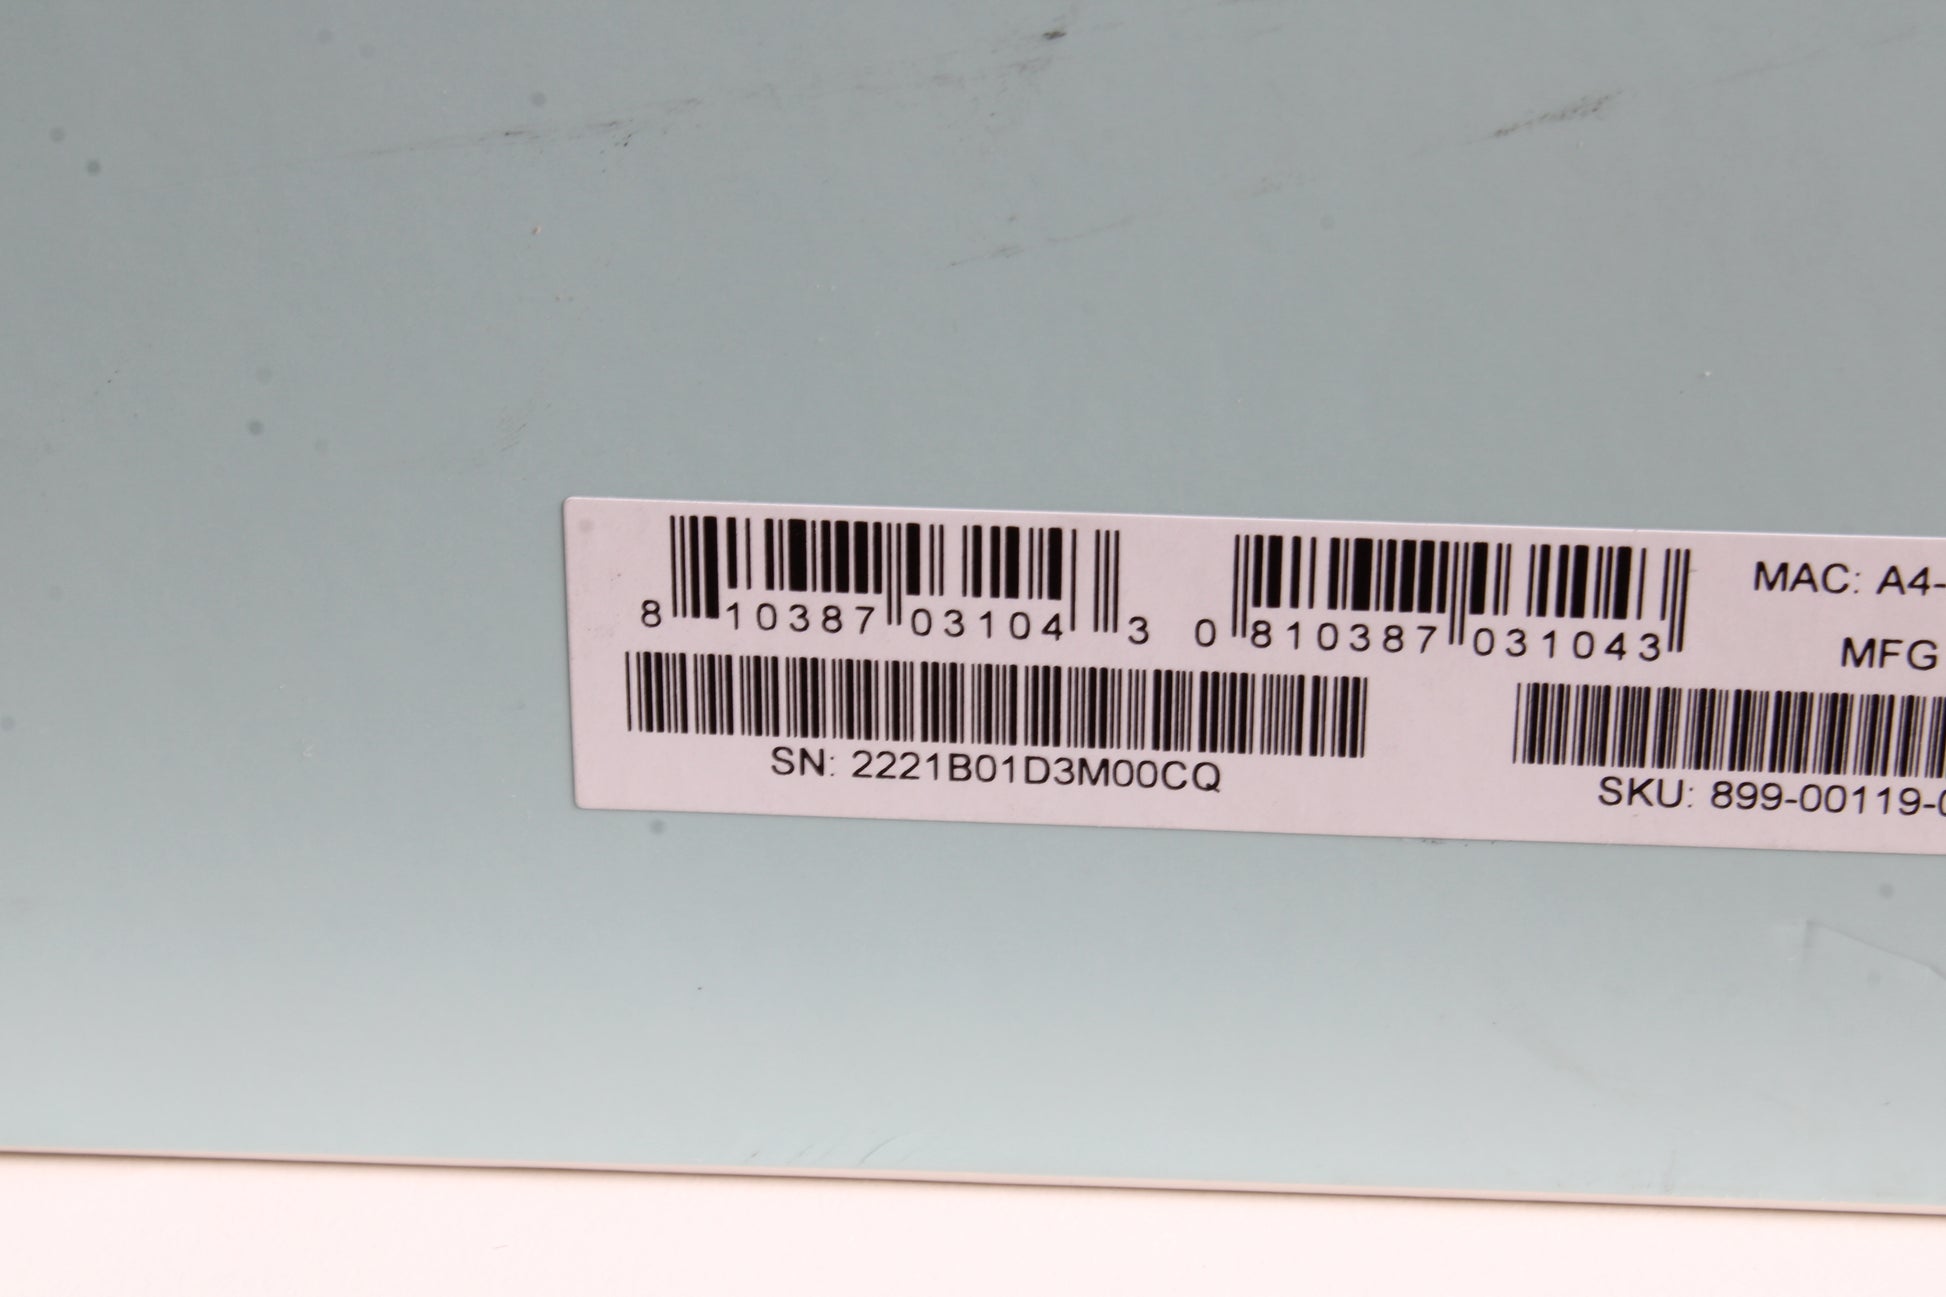 8 10387 03104 3
0 810387 031043
MAC: A4-
MFG
SN: 2221B01D3M00CQ
SKU: 899-00119-